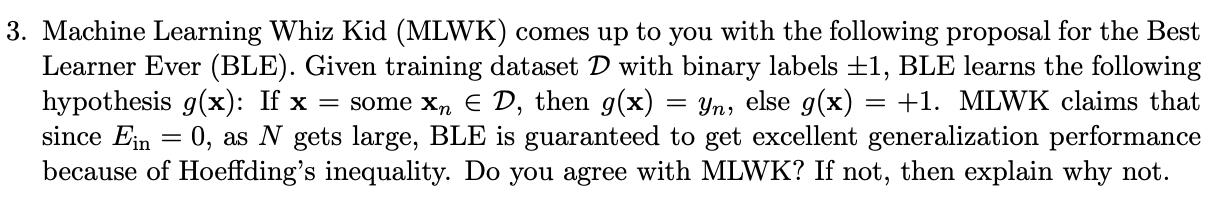 3. Machine Learning Whiz Kid (MLWK) comes up to you with the following proposal for the Best
Learner Ever (BLE). Given training dataset 𝒟 with binary labels ±1, BLE learns the following
hypothesis g(x): If x = some xₙ ∈ 𝒟, then g(x) = yₙ, else g(x) = +1. MLWK claims that
since E_in = 0, as N gets large, BLE is guaranteed to get excellent generalization performance
because of Hoeffding's inequality. Do you agree with MLWK? If not, then explain why not.